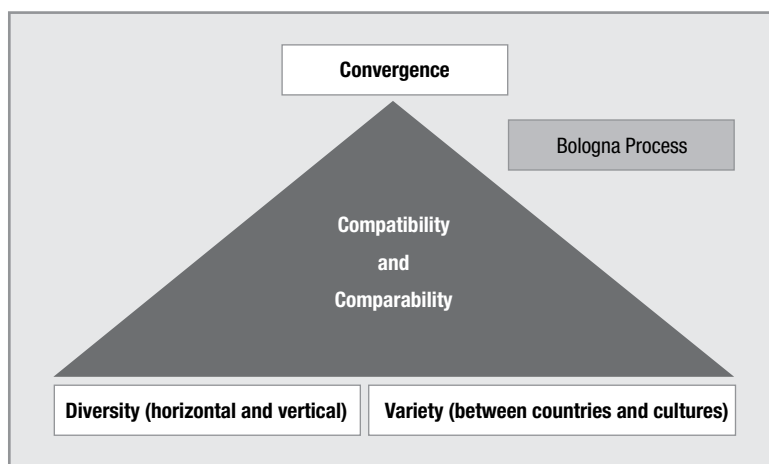 Convergence
Bologna Process
Compatibility
and
Comparability
Diversity (horizontal and vertical)
Variety (between countries and cultures)